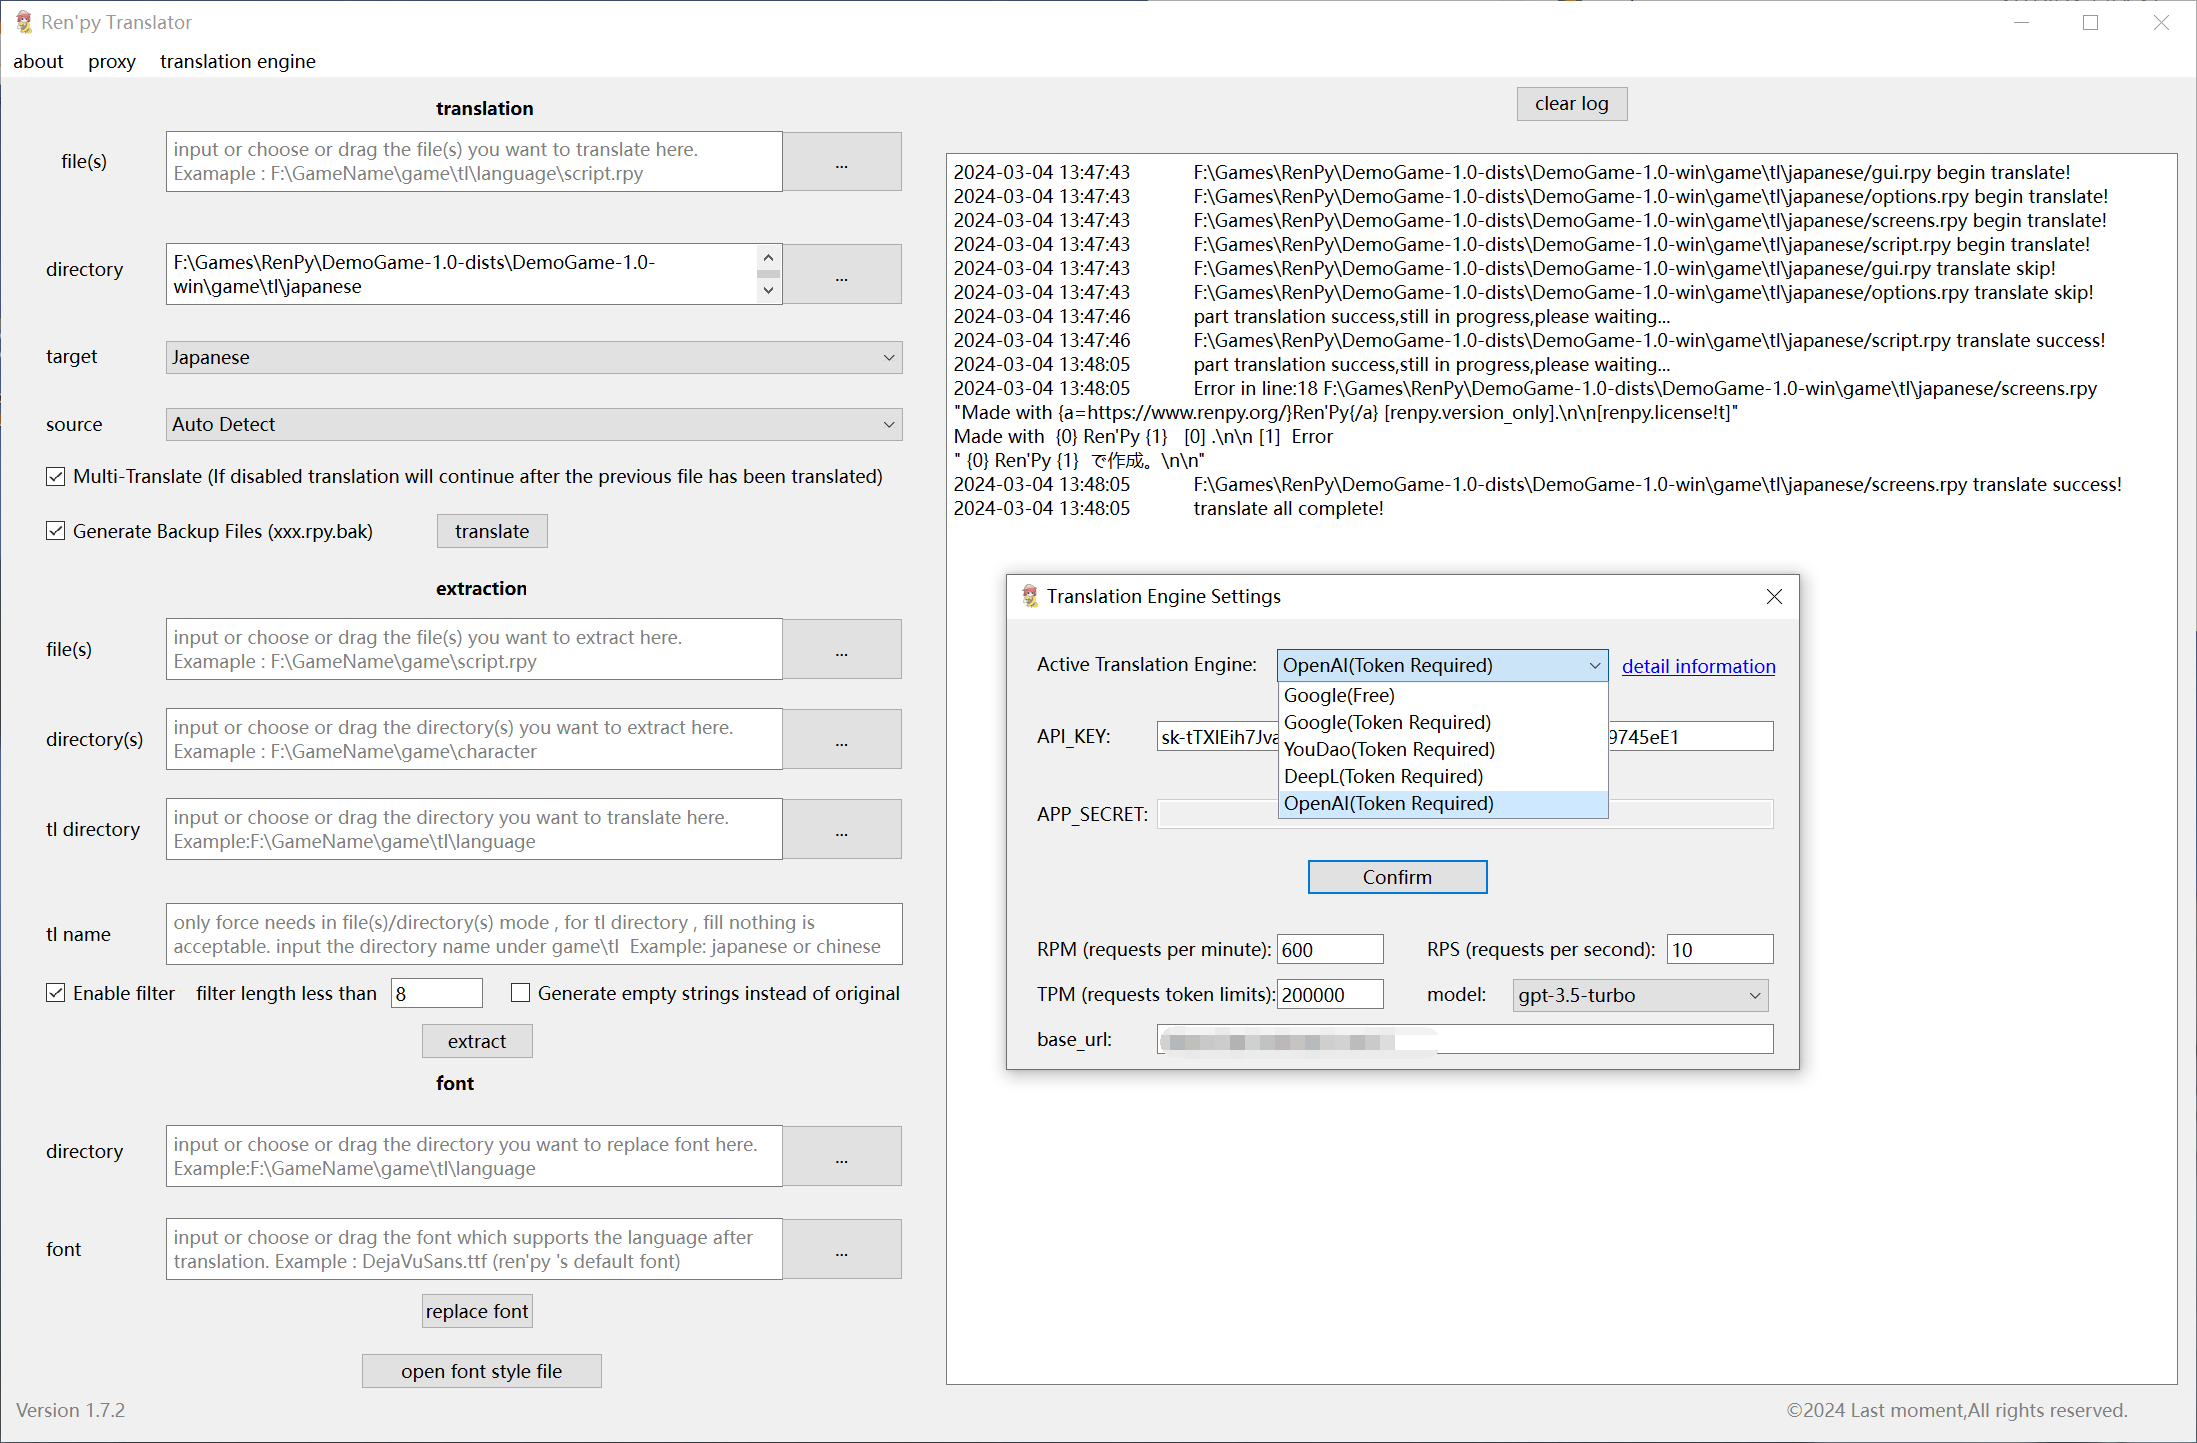 Ren'py Translator
about proxy translation engine
translation
file(s)
input or choose or drag the file(s) you want to translate here.
Examaple : F:\GameName\game\tl\language\script.rpy
...
directory
F:\Games\RenPy\DemoGame-1.0-dists\DemoGame-1.0-
win\game\tl\japanese
...
target
Japanese
source
Auto Detect
Multi-Translate (If disabled translation will continue after the previous file has been translated)
Generate Backup Files (xxx.rpy.bak)
translate
extraction
file(s)
input or choose or drag the file(s) you want to extract here.
Examaple : F:\GameName\game\script.rpy
...
directory(s)
input or choose or drag the directory(s) you want to extract here.
Examaple : F:\GameName\game\character
...
tl directory
input or choose or drag the directory you want to translate here.
Example:F:\GameName\game\tl\language
...
tl name
only force needs in file(s)/directory(s) mode , for tl directory , fill nothing is
acceptable. input the directory name under game\tl  Example: japanese or chinese
Enable filter filter length less than 8 Generate empty strings instead of original
extract
font
directory
input or choose or drag the directory you want to replace font here.
Example:F:\GameName\game\tl\language
...
font
input or choose or drag the font which supports the language after
translation. Example : DejaVuSans.ttf (ren'py 's default font)
...
replace font
open font style file
Version 1.7.2
clear log
2024-03-04 13:47:43 F:\Games\RenPy\DemoGame-1.0-dists\DemoGame-1.0-win\game\tl\japanese/gui.rpy begin translate!
2024-03-04 13:47:43 F:\Games\RenPy\DemoGame-1.0-dists\DemoGame-1.0-win\game\tl\japanese/options.rpy begin translate!
2024-03-04 13:47:43 F:\Games\RenPy\DemoGame-1.0-dists\DemoGame-1.0-win\game\tl\japanese/screens.rpy begin translate!
2024-03-04 13:47:43 F:\Games\RenPy\DemoGame-1.0-dists\DemoGame-1.0-win\game\tl\japanese/script.rpy begin translate!
2024-03-04 13:47:43 F:\Games\RenPy\DemoGame-1.0-dists\DemoGame-1.0-win\game\tl\japanese/gui.rpy translate skip!
2024-03-04 13:47:43 F:\Games\RenPy\DemoGame-1.0-dists\DemoGame-1.0-win\game\tl\japanese/options.rpy translate skip!
2024-03-04 13:47:46 part translation success,still in progress,please waiting...
2024-03-04 13:47:46 F:\Games\RenPy\DemoGame-1.0-dists\DemoGame-1.0-win\game\tl\japanese/script.rpy translate success!
2024-03-04 13:48:05 part translation success,still in progress,please waiting...
2024-03-04 13:48:05 Error in line:18 F:\Games\RenPy\DemoGame-1.0-dists\DemoGame-1.0-win\game\tl\japanese/screens.rpy
"Made with {a=https://www.renpy.org/}Ren'Py{/a} [renpy.version_only].\n\n[renpy.license!t]"
Made with {0} Ren'Py {1} [0] .\n\n [1] Error
" {0} Ren'Py {1} で作成。\n\n"
2024-03-04 13:48:05 F:\Games\RenPy\DemoGame-1.0-dists\DemoGame-1.0-win\game\tl\japanese/screens.rpy translate success!
2024-03-04 13:48:05 translate all complete!
Translation Engine Settings
Active Translation Engine: OpenAI(Token Required) detail information
Google(Free)
Google(Token Required)
YouDao(Token Required)
DeepL(Token Required)
OpenAI(Token Required)
API_KEY: sk-tTXlEih7Jva 9745eE1
APP_SECRET:
Confirm
RPM (requests per minute): 600 RPS (requests per second): 10
TPM (requests token limits): 200000 model: gpt-3.5-turbo
base_url:
©2024 Last moment,All rights reserved.